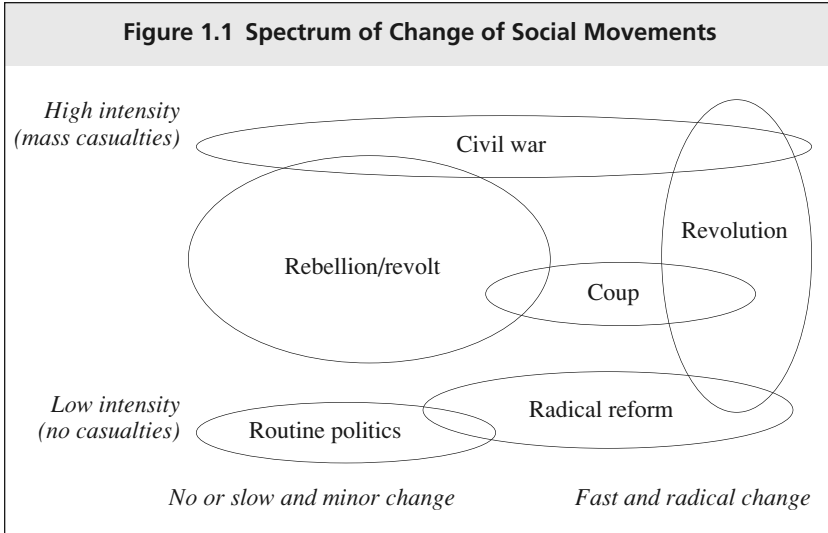 Figure 1.1 Spectrum of Change of Social Movements
High intensity
(mass casualties)
Civil war
Revolution
Rebellion/revolt
Coup
Low intensity
(no casualties)
Radical reform
Routine politics
No or slow and minor change
Fast and radical change